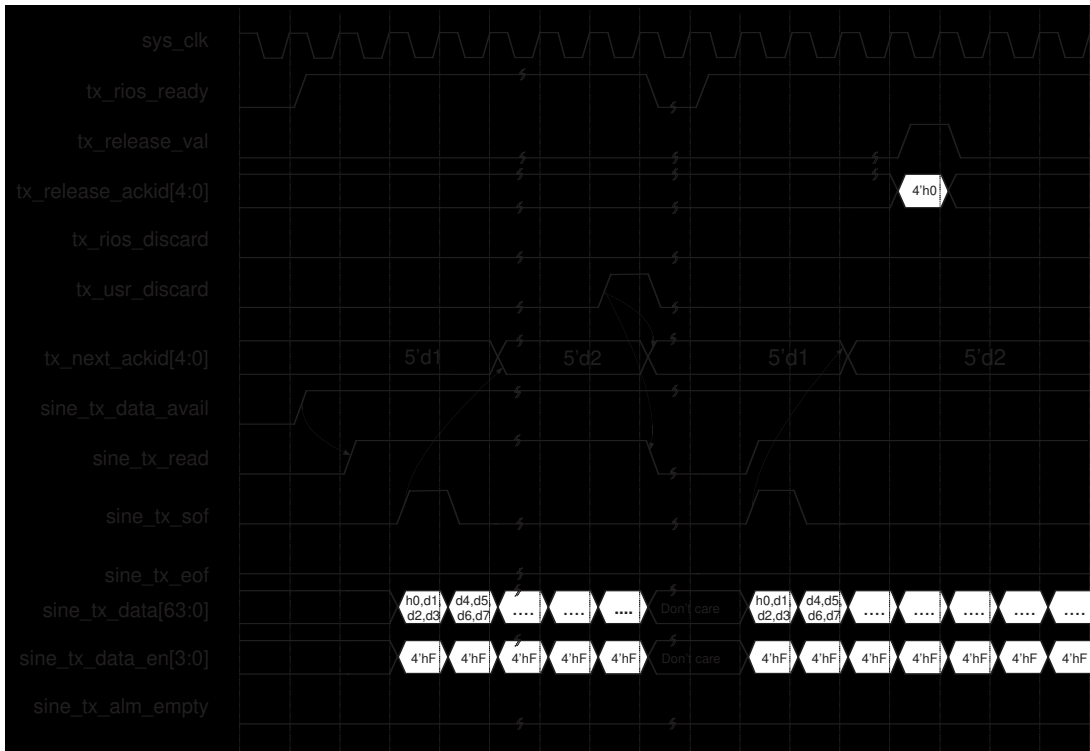 sys_clk
tx_rios_ready
tx_release_val
tx_release_ackid[4:0] 4'h0
tx_rios_discard
tx_usr_discard
tx_next_ackid[4:0] 5'd1 5'd2 5'd1 5'd2
sine_tx_data_avail
sine_tx_read
sine_tx_sof
sine_tx_eof
sine_tx_data[63:0] h0,d1 d2,d3 d4,d5 d6,d7 .... .... .... Don't care h0,d1 d2,d3 d4,d5 d6,d7 .... .... .... .... ....
sine_tx_data_en[3:0] 4'hF 4'hF 4'hF 4'hF 4'hF Don't care 4'hF 4'hF 4'hF 4'hF 4'hF 4'hF 4'hF
sine_tx_alm_empty